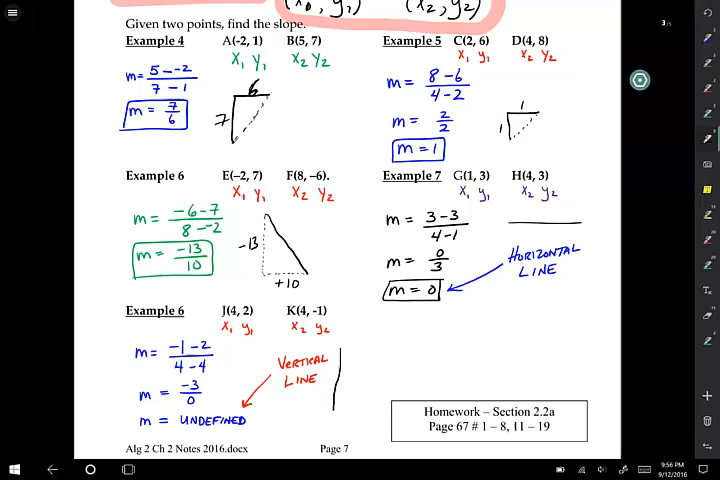 (x₀, y₁) (x₂, y₂)
3/5
Given two points, find the slope.
Example 4 A(-2, 1) B(5, 7)
x₁ y₁ x₂ y₂
m = 5 - -2 / 7 - 1
m = 7/6
6
7
Example 5 C(2, 6) D(4, 8)
x₁ y₁ x₂ y₂
m = 8 - 6 / 4 - 2
m = 2/2
m = 1
1
1
Example 6 E(−2, 7) F(8, −6).
x₁ y₁ x₂ y₂
m = -6 - 7 / 8 - -2
m = -13/10
-13
+10
Example 7 G(1, 3) H(4, 3)
x₁ y₁ x₂ y₂
m = 3 - 3 / 4 - 1
m = 0/3
m = 0
HORIZONTAL
LINE
Example 6 J(4, 2) K(4, -1)
x₁ y₁ x₂ y₂
m = -1 - 2 / 4 - 4
m = -3/0
m = UNDEFINED
VERTICAL
LINE
Homework – Section 2.2a
Page 67 # 1 – 8, 11 – 19
Alg 2 Ch 2 Notes 2016.docx Page 7
9:56 PM
9/12/2016